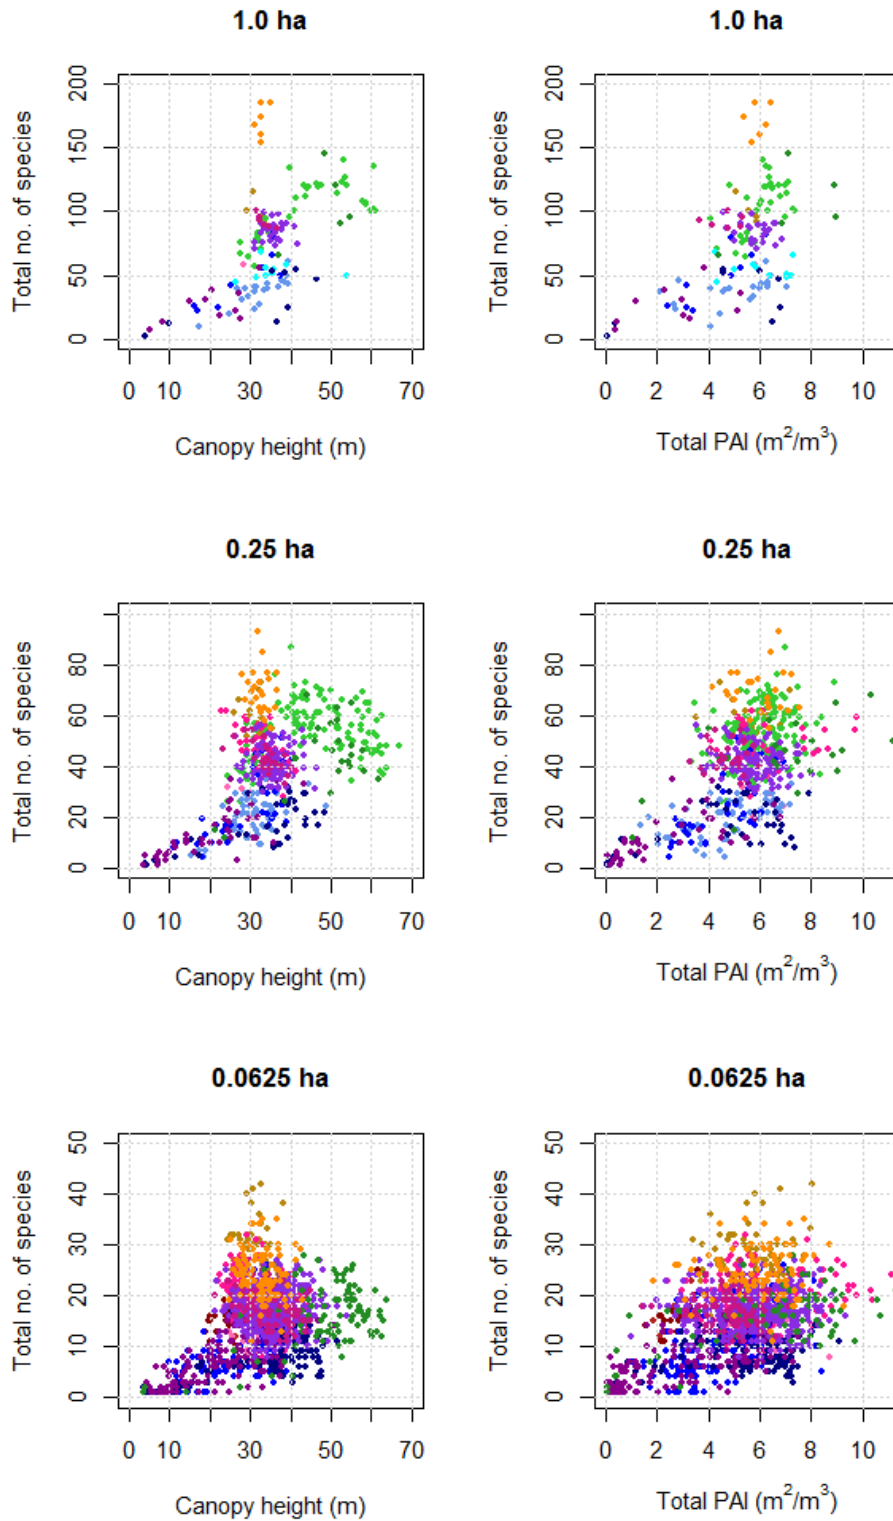 1.0 ha
1.0 ha
Total no. of species
200
150
100
50
0
0 10 30 50 70
Canopy height (m)
Total no. of species
200
150
100
50
0
0 2 4 6 8 10
Total PAI (m²/m³)
0.25 ha
0.25 ha
Total no. of species
80
60
40
20
0
0 10 30 50 70
Canopy height (m)
Total no. of species
80
60
40
20
0
0 2 4 6 8 10
Total PAI (m²/m³)
0.0625 ha
0.0625 ha
Total no. of species
50
40
30
20
10
0
0 10 30 50 70
Canopy height (m)
Total no. of species
50
40
30
20
10
0
0 2 4 6 8 10
Total PAI (m²/m³)